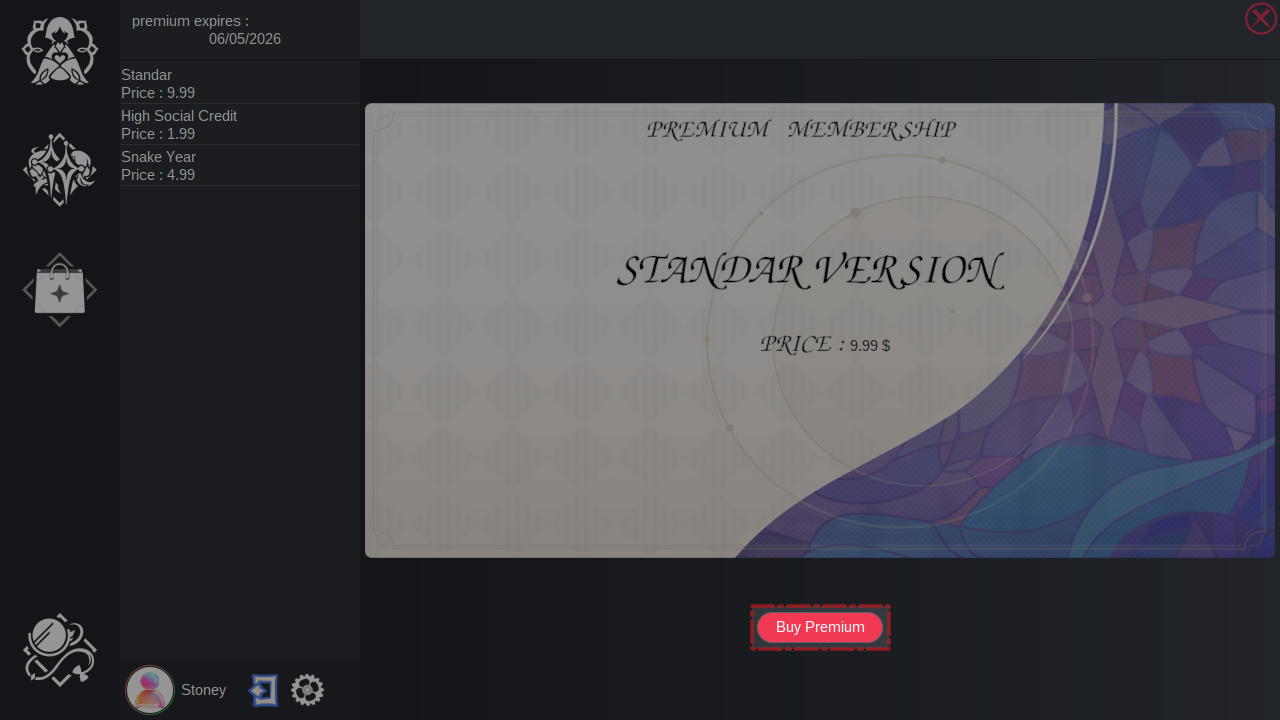 premium expires :
06/05/2026
Standar
Price : 9.99
High Social Credit
Price : 1.99
Snake Year
Price : 4.99
PREMIUM MEMBERSHIP
STANDAR VERSION
PRICE : 9.99 $
Buy Premium
Stoney